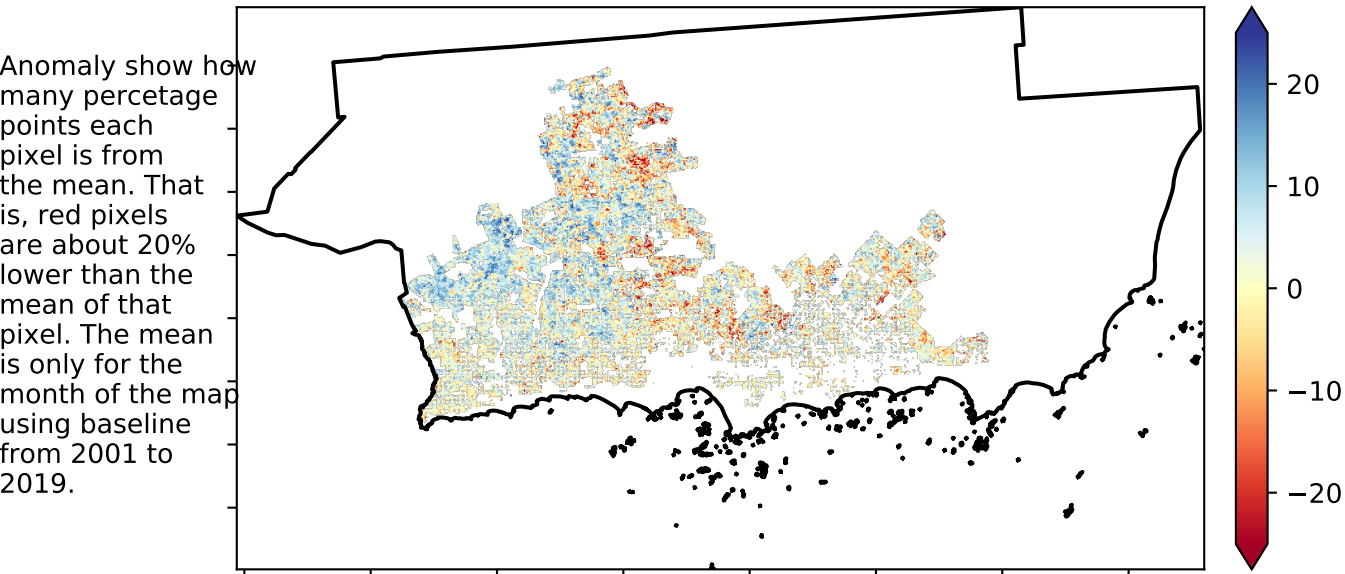 Anomaly show how
many percetage
points each
pixel is from
the mean. That
is, red pixels
are about 20%
lower than the
mean of that
pixel. The mean
is only for the
month of the map
using baseline
from 2001 to
2019.
20
10
0
−10
−20